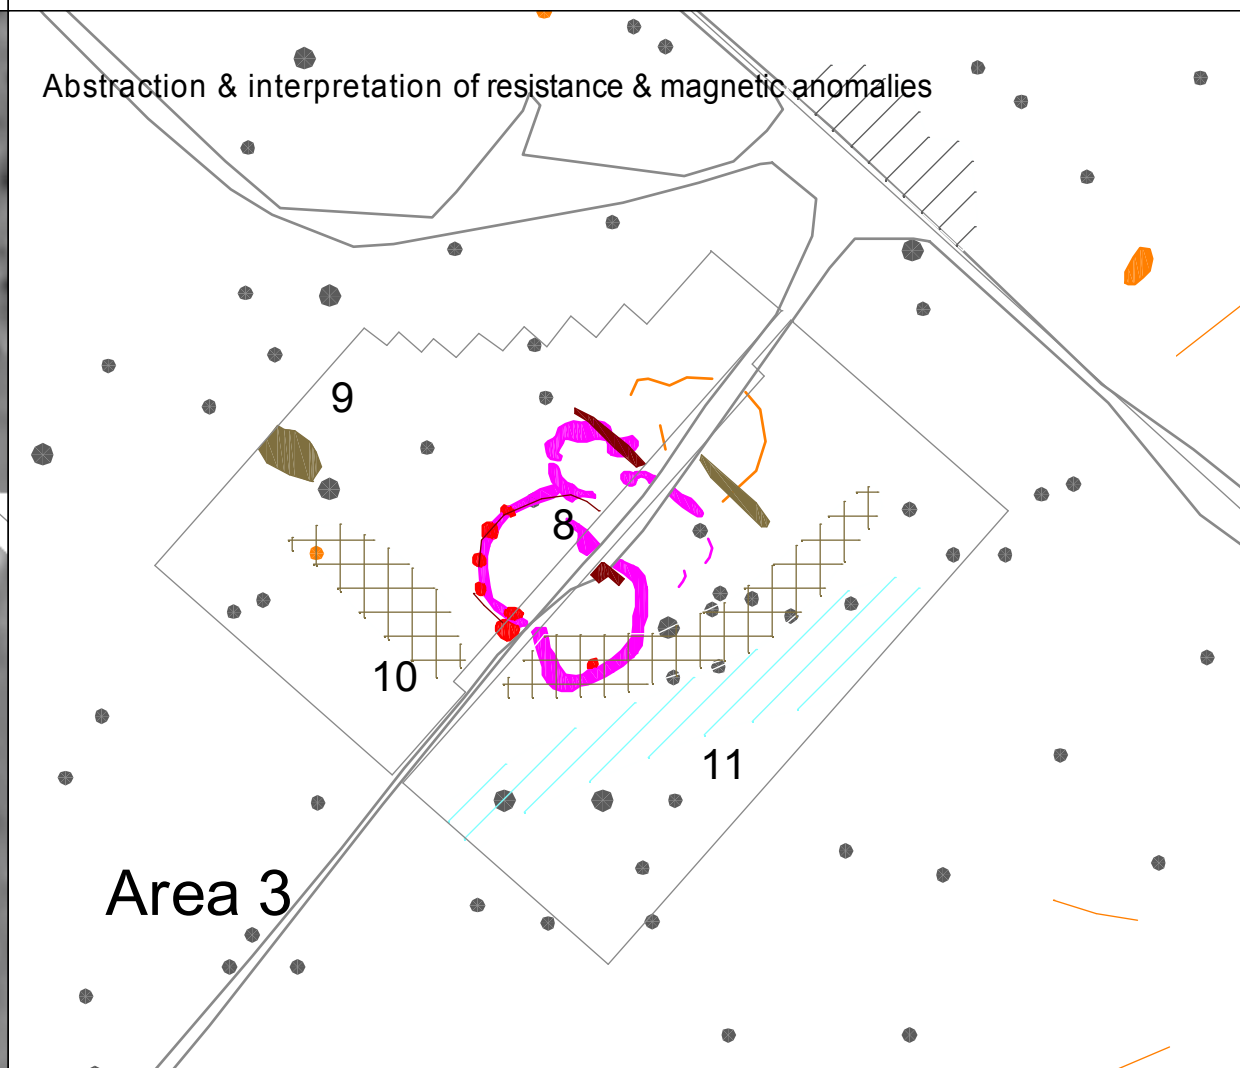 Abstraction & interpretation of resistance & magnetic anomalies
9
8
10
11
Area 3